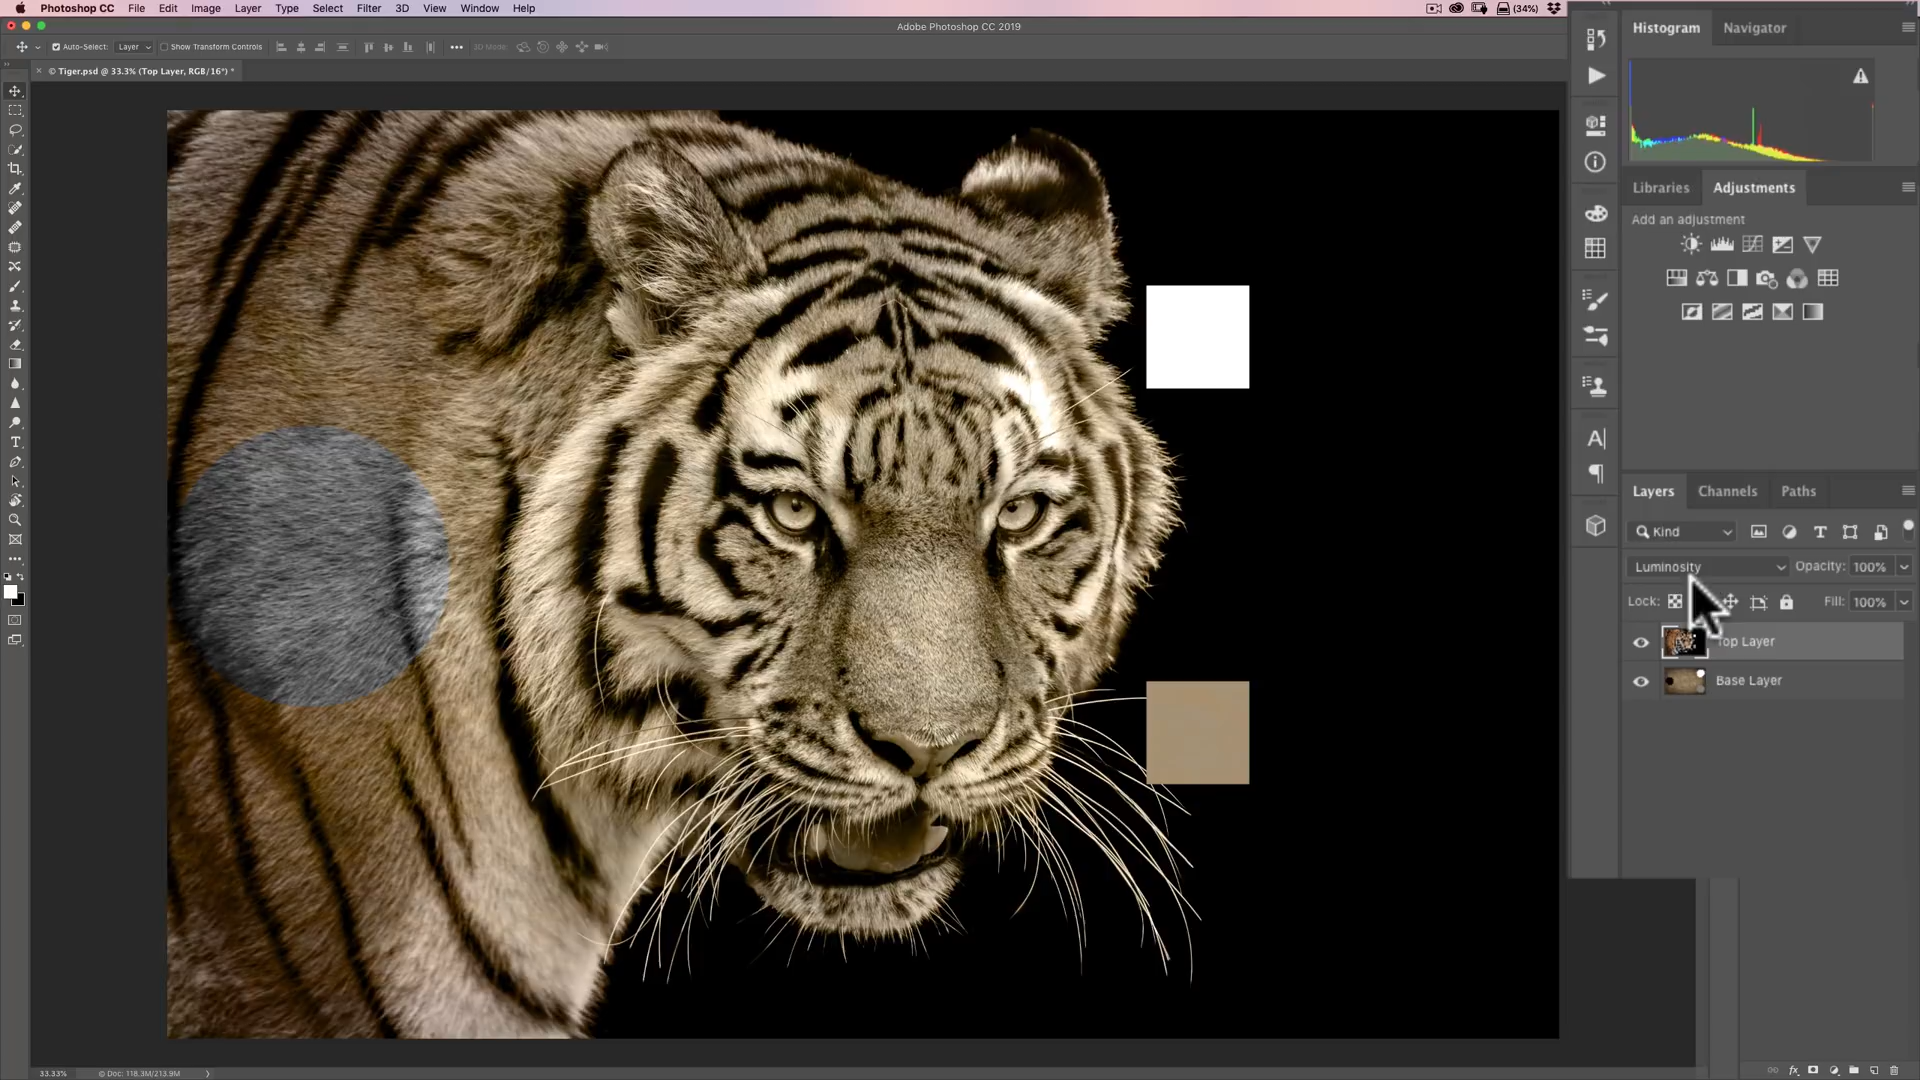 Photoshop CC File Edit Image Layer Type Select Filter 3D View Window Help (34%)
Adobe Photoshop CC 2019
Auto-Select: Layer Show Transform Controls 3D Mode:
© Tiger.psd @ 33.3% (Top Layer, RGB/16*) *
Histogram Navigator
Libraries Adjustments
Add an adjustment
Layers Channels Paths
Kind
Luminosity Opacity: 100%
Lock: Fill: 100%
Top Layer
Base Layer
33.33% © Doc: 118.3M/213.9M